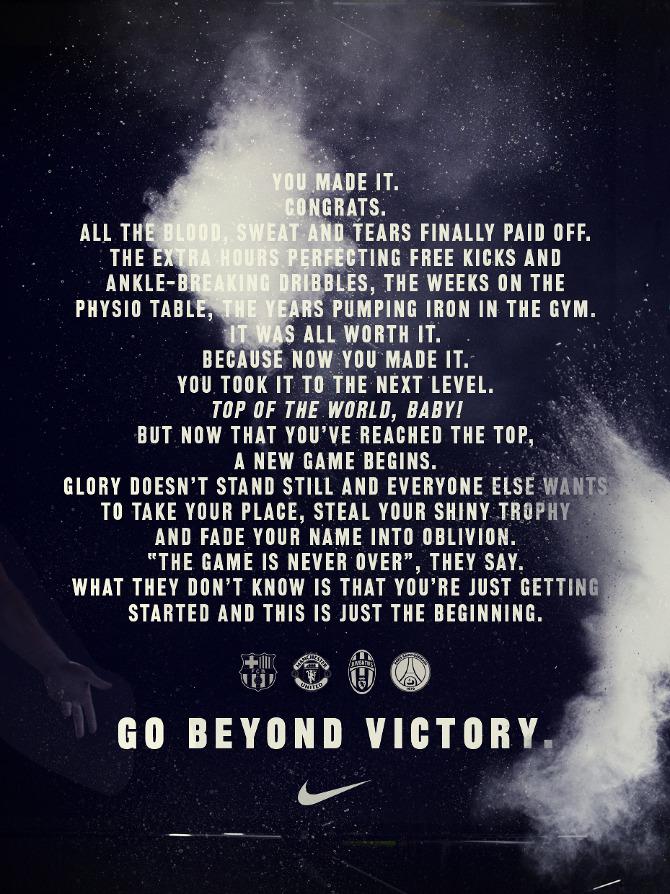 YOU MADE IT.
CONGRATS.
ALL THE BLOOD, SWEAT AND TEARS FINALLY PAID OFF.
THE EXTRA HOURS PERFECTING FREE KICKS AND
ANKLE-BREAKING DRIBBLES, THE WEEKS ON THE
PHYSIO TABLE, THE YEARS PUMPING IRON IN THE GYM.
IT WAS ALL WORTH IT.
BECAUSE NOW YOU MADE IT.
YOU TOOK IT TO THE NEXT LEVEL.
TOP OF THE WORLD, BABY!
BUT NOW THAT YOU'VE REACHED THE TOP,
A NEW GAME BEGINS.
GLORY DOESN'T STAND STILL AND EVERYONE ELSE WANTS
TO TAKE YOUR PLACE, STEAL YOUR SHINY TROPHY
AND FADE YOUR NAME INTO OBLIVION.
"THE GAME IS NEVER OVER", THEY SAY.
WHAT THEY DON'T KNOW IS THAT YOU'RE JUST GETTING
STARTED AND THIS IS JUST THE BEGINNING.
FCB MANCHESTER UNITED JUVENTUS
GO BEYOND VICTORY.